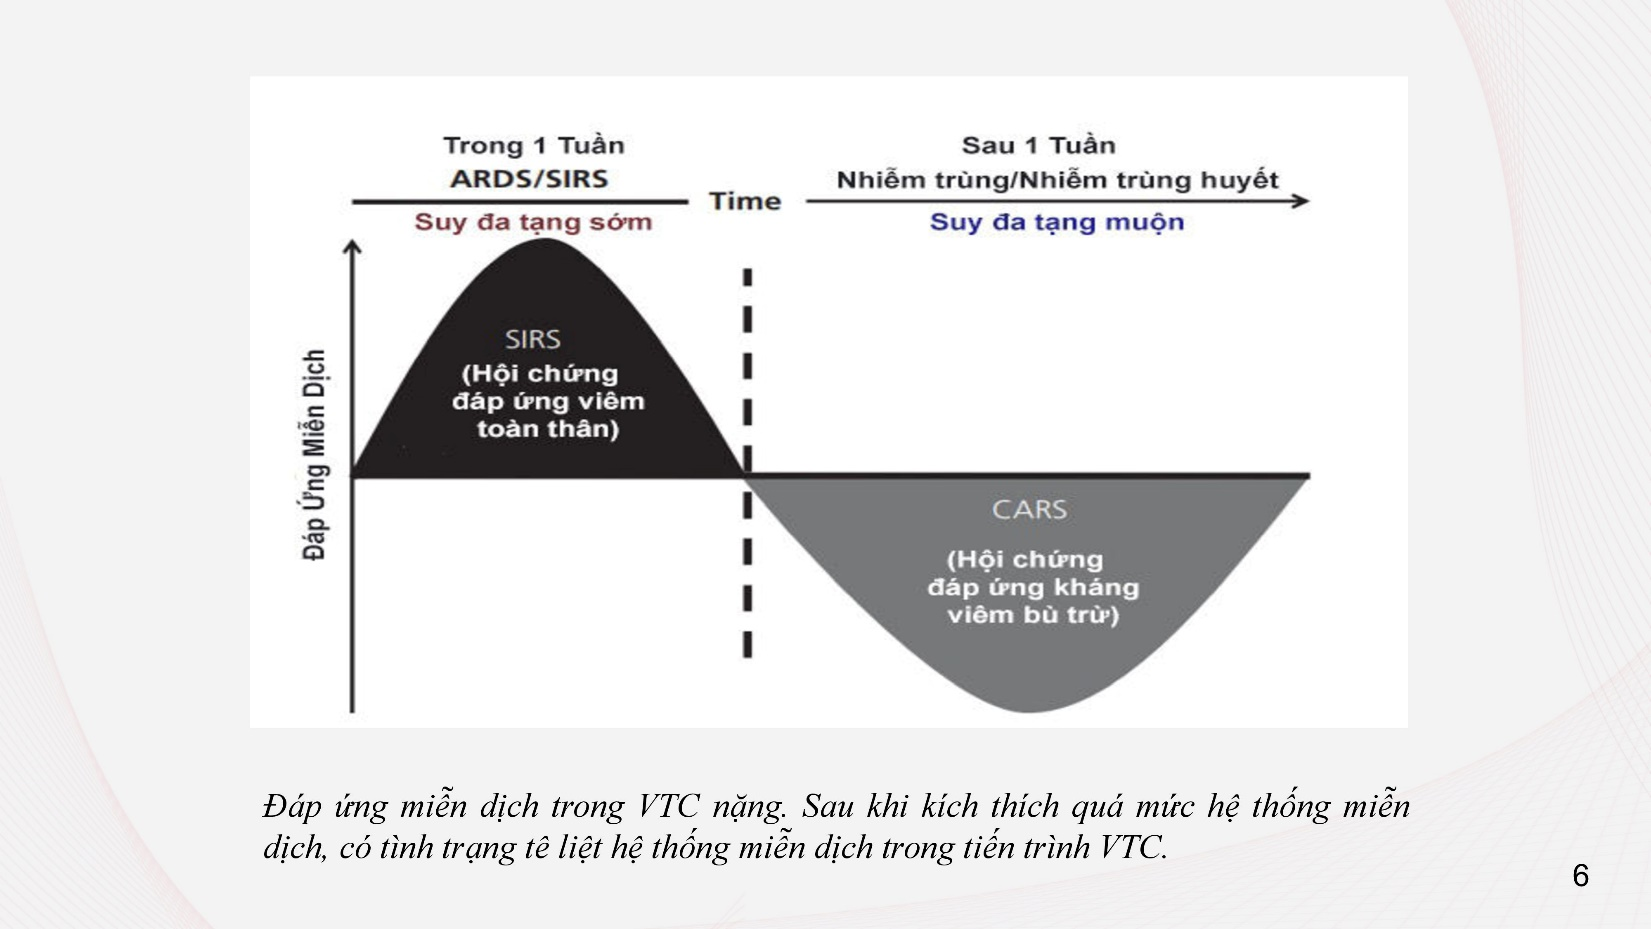 Trong 1 Tuần
ARDS/SIRS
Suy đa tạng sớm
Time
Sau 1 Tuần
Nhiễm trùng/Nhiễm trùng huyết
Suy đa tạng muộn
Đáp Ứng Miễn Dịch
SIRS
(Hội chứng
đáp ứng viêm
toàn thân)
CARS
(Hội chứng
đáp ứng kháng
viêm bù trừ)
Đáp ứng miễn dịch trong VTC nặng. Sau khi kích thích quá mức hệ thống miễn
dịch, có tình trạng tê liệt hệ thống miễn dịch trong tiến trình VTC.
6